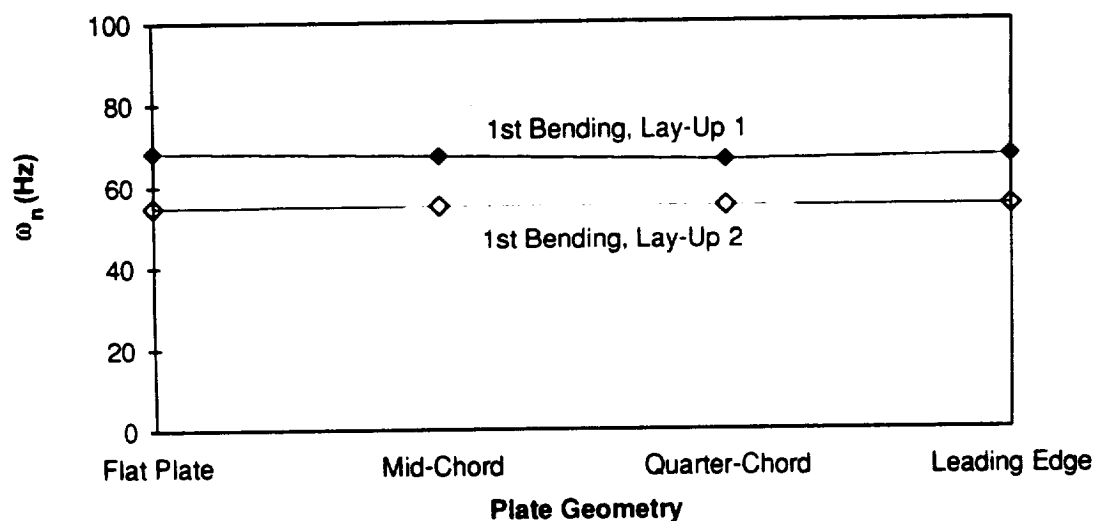 100
80
60
40
20
0
ωn (Hz)
1st Bending, Lay-Up 1
1st Bending, Lay-Up 2
Flat Plate
Mid-Chord
Quarter-Chord
Leading Edge
Plate Geometry